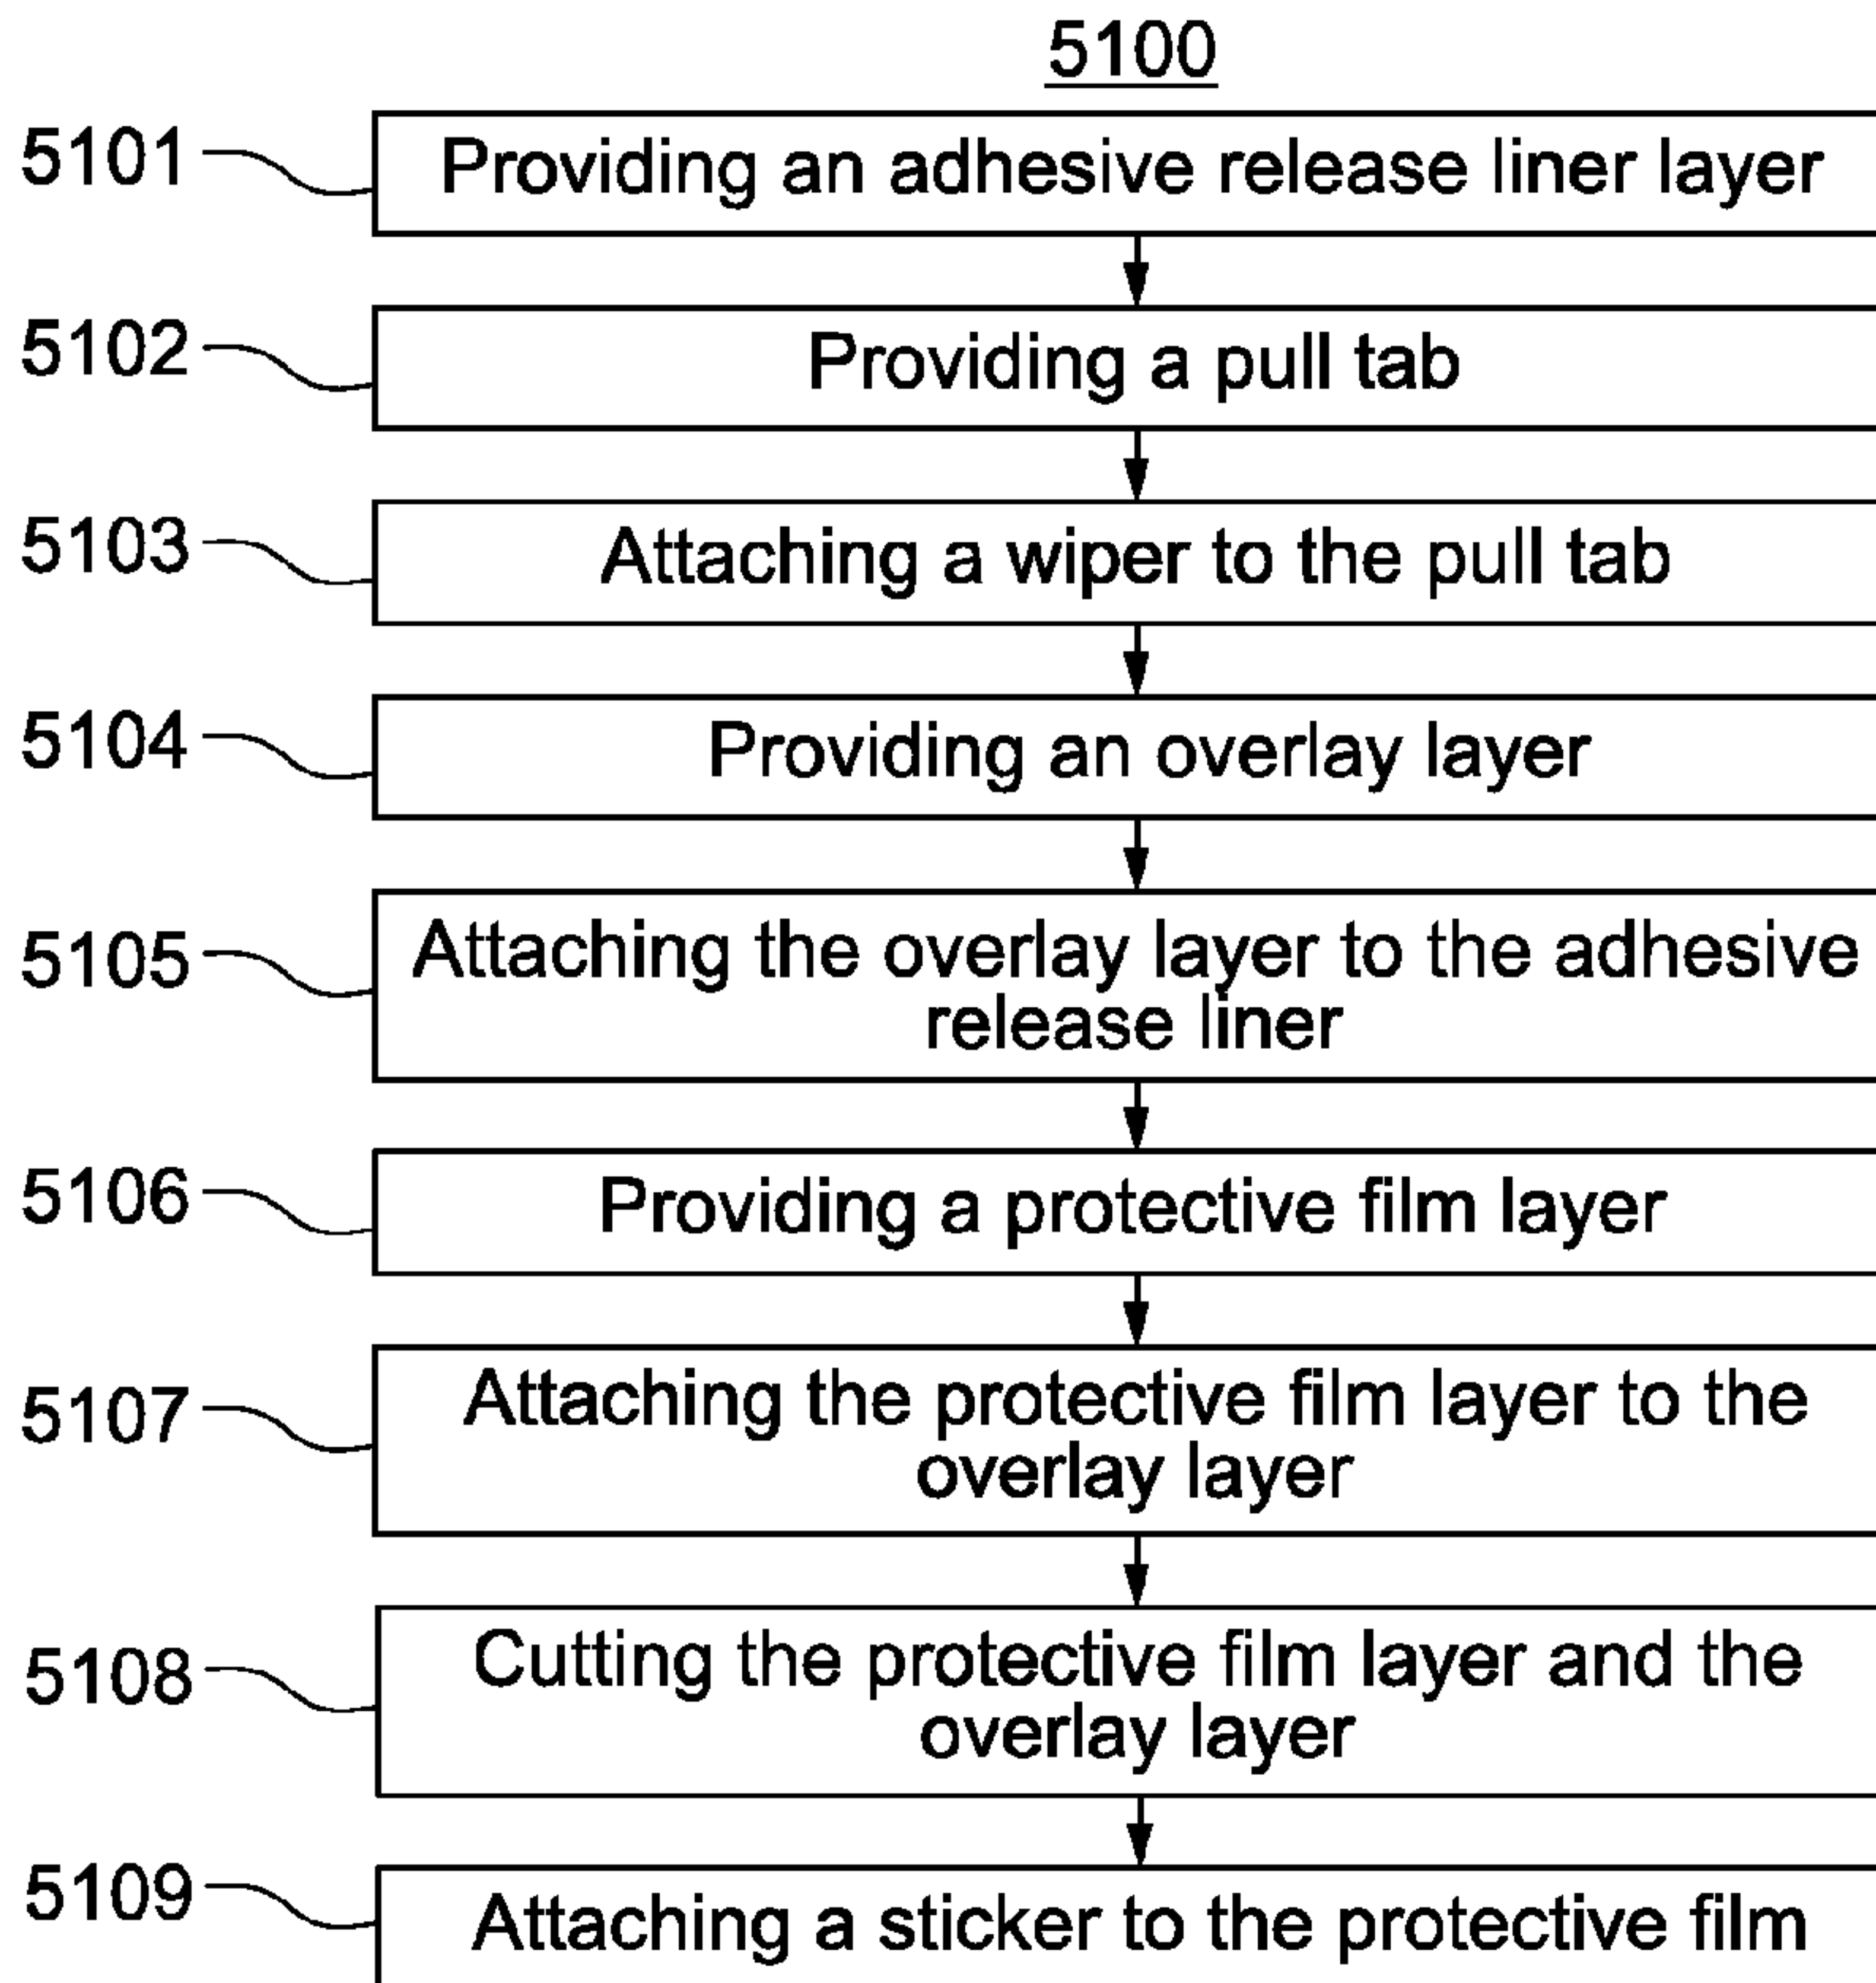 5100
5101 Providing an adhesive release liner layer
5102 Providing a pull tab
5103 Attaching a wiper to the pull tab
5104 Providing an overlay layer
5105 Attaching the overlay layer to the adhesive
release liner
5106 Providing a protective film layer
5107 Attaching the protective film layer to the
overlay layer
5108 Cutting the protective film layer and the
overlay layer
5109 Attaching a sticker to the protective film